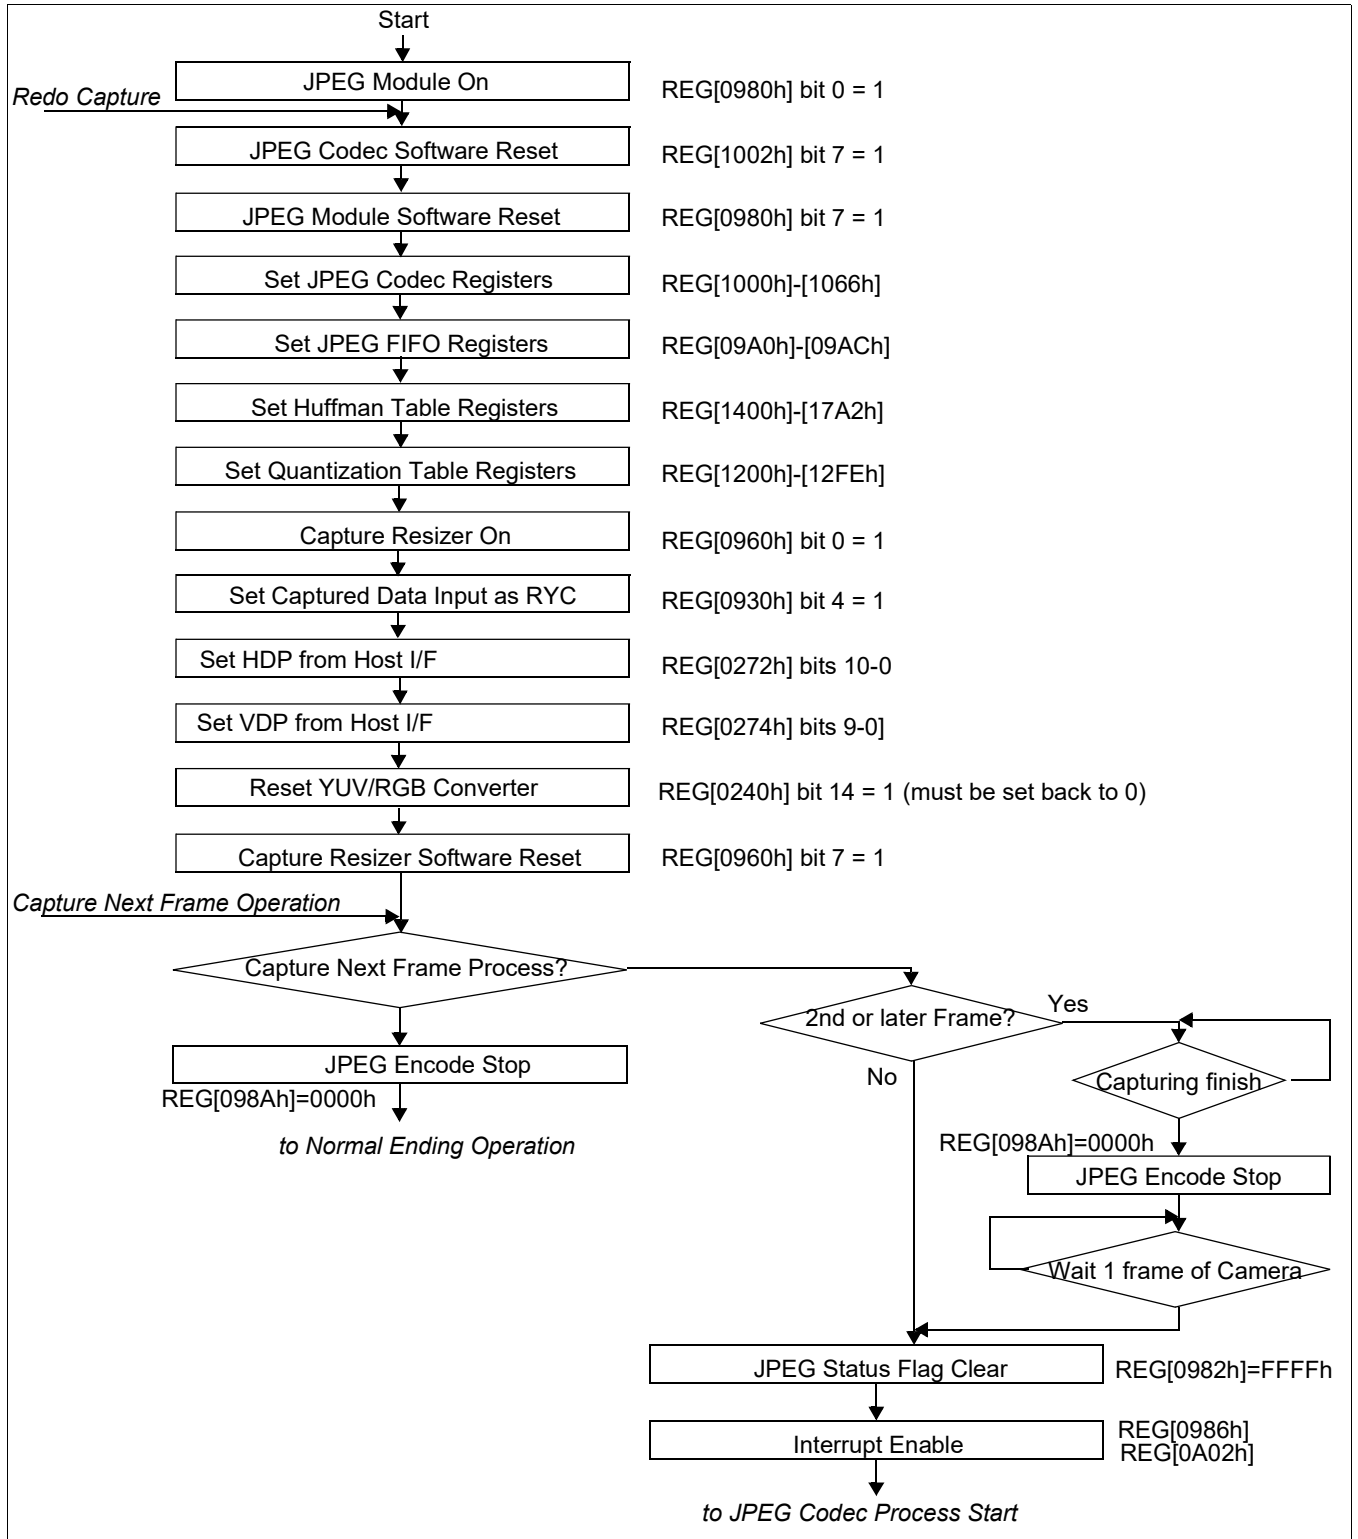 Start
JPEG Module On
REG[0980h] bit 0 = 1
Redo Capture
JPEG Codec Software Reset
REG[1002h] bit 7 = 1
JPEG Module Software Reset
REG[0980h] bit 7 = 1
Set JPEG Codec Registers
REG[1000h]-[1066h]
Set JPEG FIFO Registers
REG[09A0h]-[09ACh]
Set Huffman Table Registers
REG[1400h]-[17A2h]
Set Quantization Table Registers
REG[1200h]-[12FEh]
Capture Resizer On
REG[0960h] bit 0 = 1
Set Captured Data Input as RYC
REG[0930h] bit 4 = 1
Set HDP from Host I/F
REG[0272h] bits 10-0
Set VDP from Host I/F
REG[0274h] bits 9-0]
Reset YUV/RGB Converter
REG[0240h] bit 14 = 1 (must be set back to 0)
Capture Resizer Software Reset
REG[0960h] bit 7 = 1
Capture Next Frame Operation
Capture Next Frame Process?
2nd or later Frame?
Yes
No
Capturing finish
JPEG Encode Stop
REG[098Ah]=0000h
to Normal Ending Operation
REG[098Ah]=0000h
JPEG Encode Stop
Wait 1 frame of Camera
JPEG Status Flag Clear
REG[0982h]=FFFFh
Interrupt Enable
REG[0986h]
REG[0A02h]
to JPEG Codec Process Start